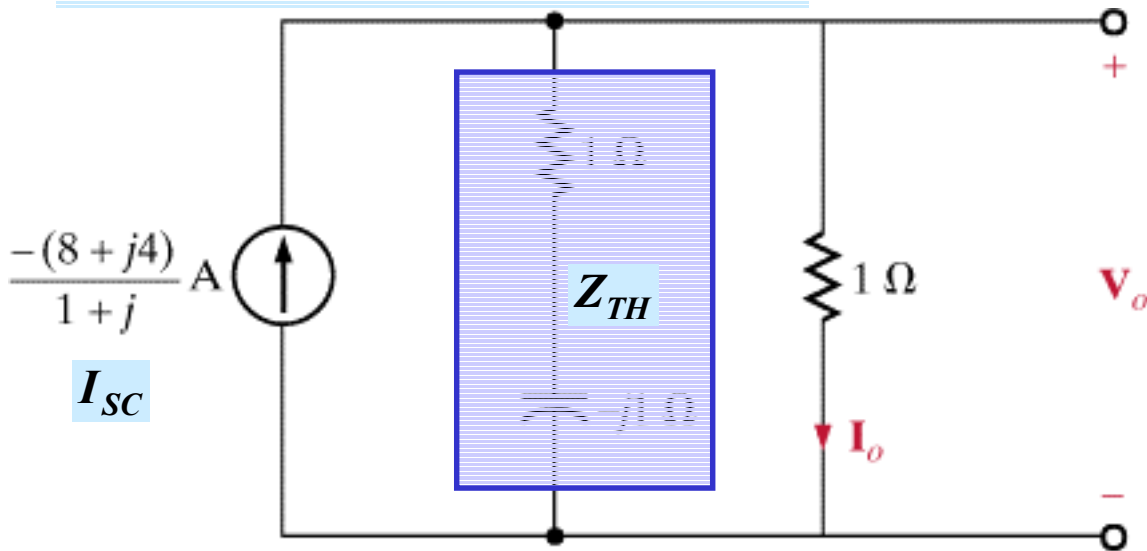 1 Ω
−(8 + j4)
1 + j
A
I_SC
Z_TH
−j1 Ω
1 Ω
I_o
+
V_o
−